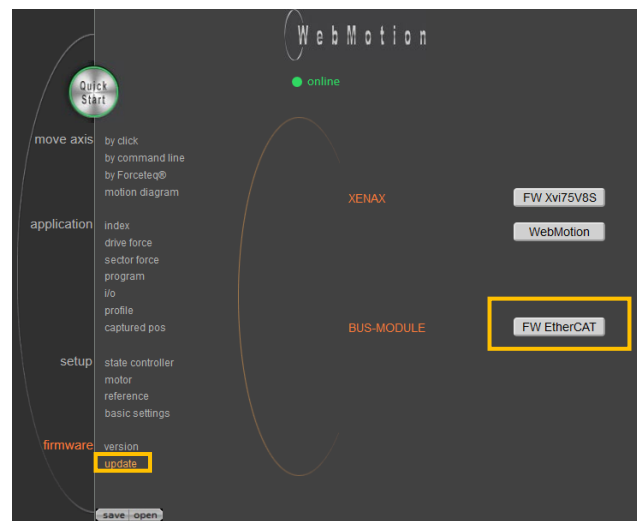 WebMotion
online
Quick
Start
move axis
by click
by command line
by Forceteq®
motion diagram
application
index
drive force
sector force
program
i/o
profile
captured pos
setup
state controller
motor
reference
basic settings
firmware
version
update
save open
XENAX
FW Xvi75V8S
WebMotion
BUS-MODULE
FW EtherCAT